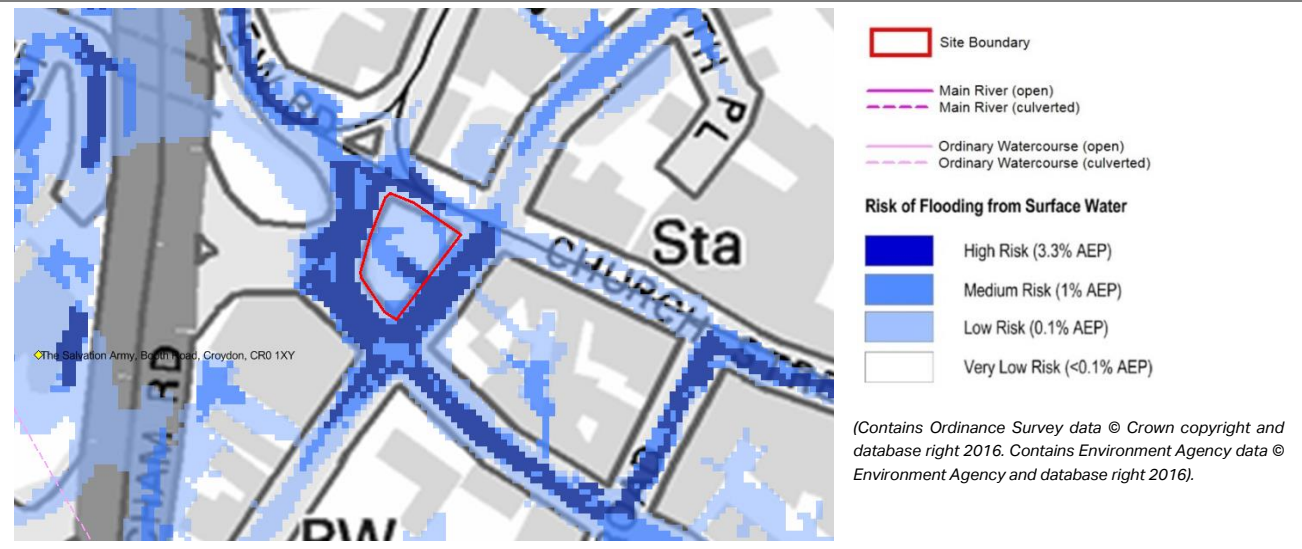 TH PL
Sta
CHURCH
The Salvation Army, Booth Road, Croydon, CR0 1XY
RD
Site Boundary
Main River (open)
Main River (culverted)
Ordinary Watercourse (open)
Ordinary Watercourse (culverted)
Risk of Flooding from Surface Water
High Risk (3.3% AEP)
Medium Risk (1% AEP)
Low Risk (0.1% AEP)
Very Low Risk (<0.1% AEP)
(Contains Ordinance Survey data © Crown copyright and
database right 2016. Contains Environment Agency data ©
Environment Agency and database right 2016).